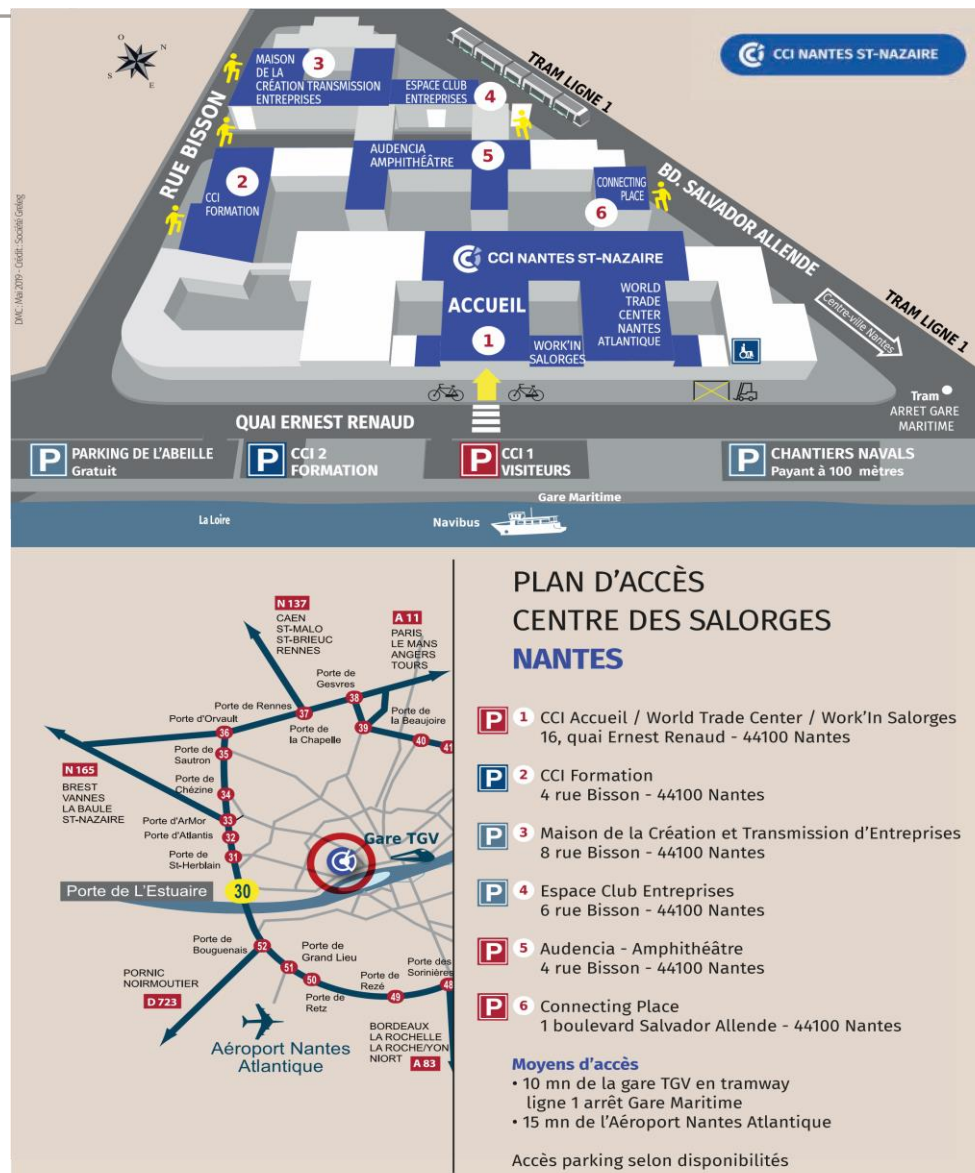 O
N
S
E
CCI NANTES ST-NAZAIRE
RUE BISSON
MAISON
DE LA
CRÉATION TRANSMISSION
ENTREPRISES
3
ESPACE CLUB
ENTREPRISES
4
TRAM LIGNE 1
AUDENCIA
AMPHITHÉÂTRE
5
2
CCI
FORMATION
CONNECTING
PLACE
6
BD. SALVADOR ALLENDE
CCI NANTES ST-NAZAIRE
ACCUEIL
1
WORK'IN
SALORGES
WORLD
TRADE
CENTER
NANTES
ATLANTIQUE
TRAM LIGNE 1
Centre-ville Nantes
Tram
ARRET GARE
MARITIME
DMC: Mai 2019 - Crédit : Société Grelog
QUAI ERNEST RENAUD
P PARKING DE L'ABEILLE
Gratuit
P CCI 2
FORMATION
P CCI 1
VISITEURS
P CHANTIERS NAVALS
Payant à 100 mètres
Gare Maritime
La Loire
Navibus
N 137
CAEN
ST-MALO
ST-BRIEUC
RENNES
A 11
PARIS
LE MANS
ANGERS
TOURS
Porte de
Gesvres
38
Porte de Rennes
37
Porte de
la Chapelle
Porte de
la Beaujoire
39
40
41
Porte d'Orvault
36
Porte de
Sautron
35
N 165
BREST
VANNES
LA BAULE
ST-NAZAIRE
Porte de
Chézine
34
Porte d'ArMor
33
Porte d'Atlantis
32
Porte de
St-Herblain
31
Gare TGV
Porte de L'Estuaire
30
Porte de
Bouguenais
52
Porte de
Grand Lieu
51
50
Porte de
Retz
Porte de
Rezé
49
Porte des
Sorinières
48
PORNIC
NOIRMOUTIER
D 723
Aéroport Nantes
Atlantique
BORDEAUX
LA ROCHELLE
LA ROCHE/YON
NIORT
A 83
PLAN D'ACCÈS
CENTRE DES SALORGES
NANTES
P 1 CCI Accueil / World Trade Center / Work'In Salorges
16, quai Ernest Renaud - 44100 Nantes
P 2 CCI Formation
4 rue Bisson - 44100 Nantes
P 3 Maison de la Création et Transmission d'Entreprises
8 rue Bisson - 44100 Nantes
P 4 Espace Club Entreprises
6 rue Bisson - 44100 Nantes
P 5 Audencia - Amphithéâtre
4 rue Bisson - 44100 Nantes
P 6 Connecting Place
1 boulevard Salvador Allende - 44100 Nantes
Moyens d'accès
• 10 mn de la gare TGV en tramway
ligne 1 arrêt Gare Maritime
• 15 mn de l'Aéroport Nantes Atlantique
Accès parking selon disponibilités